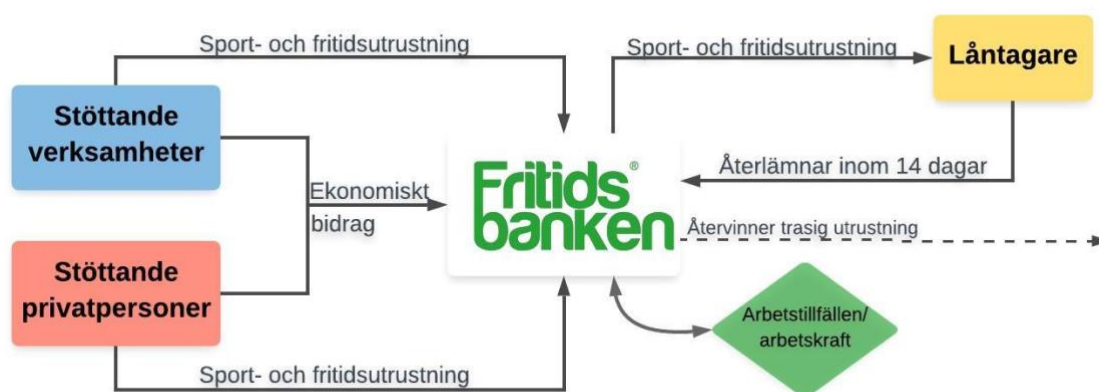 Sport- och fritidsutrustning
Sport- och fritidsutrustning
Låntagare
Stöttande
verksamheter
Ekonomiskt
bidrag
Fritids®
banken
Återlämnar inom 14 dagar
Återvinner trasig utrustning
Stöttande
privatpersoner
Arbetstillfällen/
arbetskraft
Sport- och fritidsutrustning